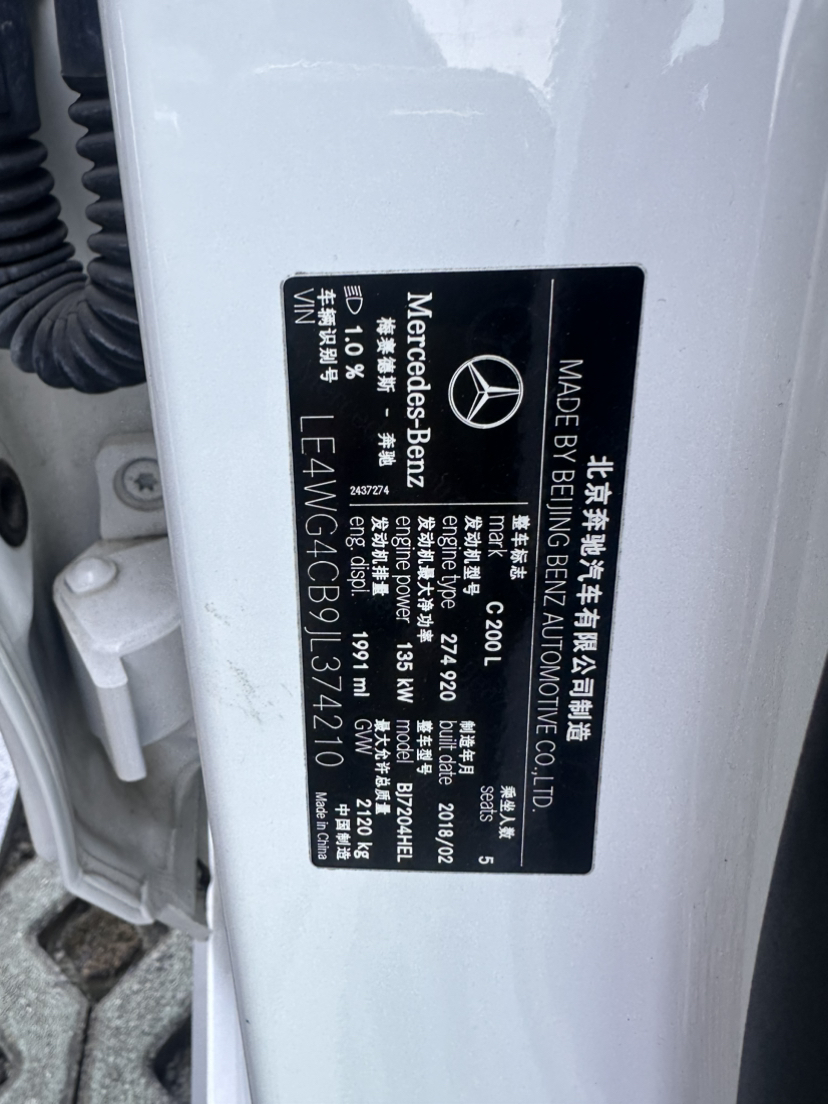 北京奔驰汽车有限公司制造
MADE BY BEIJING BENZ AUTOMOTIVE CO.,LTD.
Mercedes-Benz
梅赛德斯 - 奔驰
1.0 %
2437274
整车标志
mark C 200 L
乘坐人数
seats 5
发动机型号
engine type 274 920
制造年月
built date 2018/02
发动机最大净功率
engine power 135 kW
整车型号
model BJ7204HEL
发动机排量
eng. displ. 1991 ml
最大允许总质量
GVW 2120 kg
车辆识别号
VIN LE4WG4CB9JL374210
中国制造
Made in China